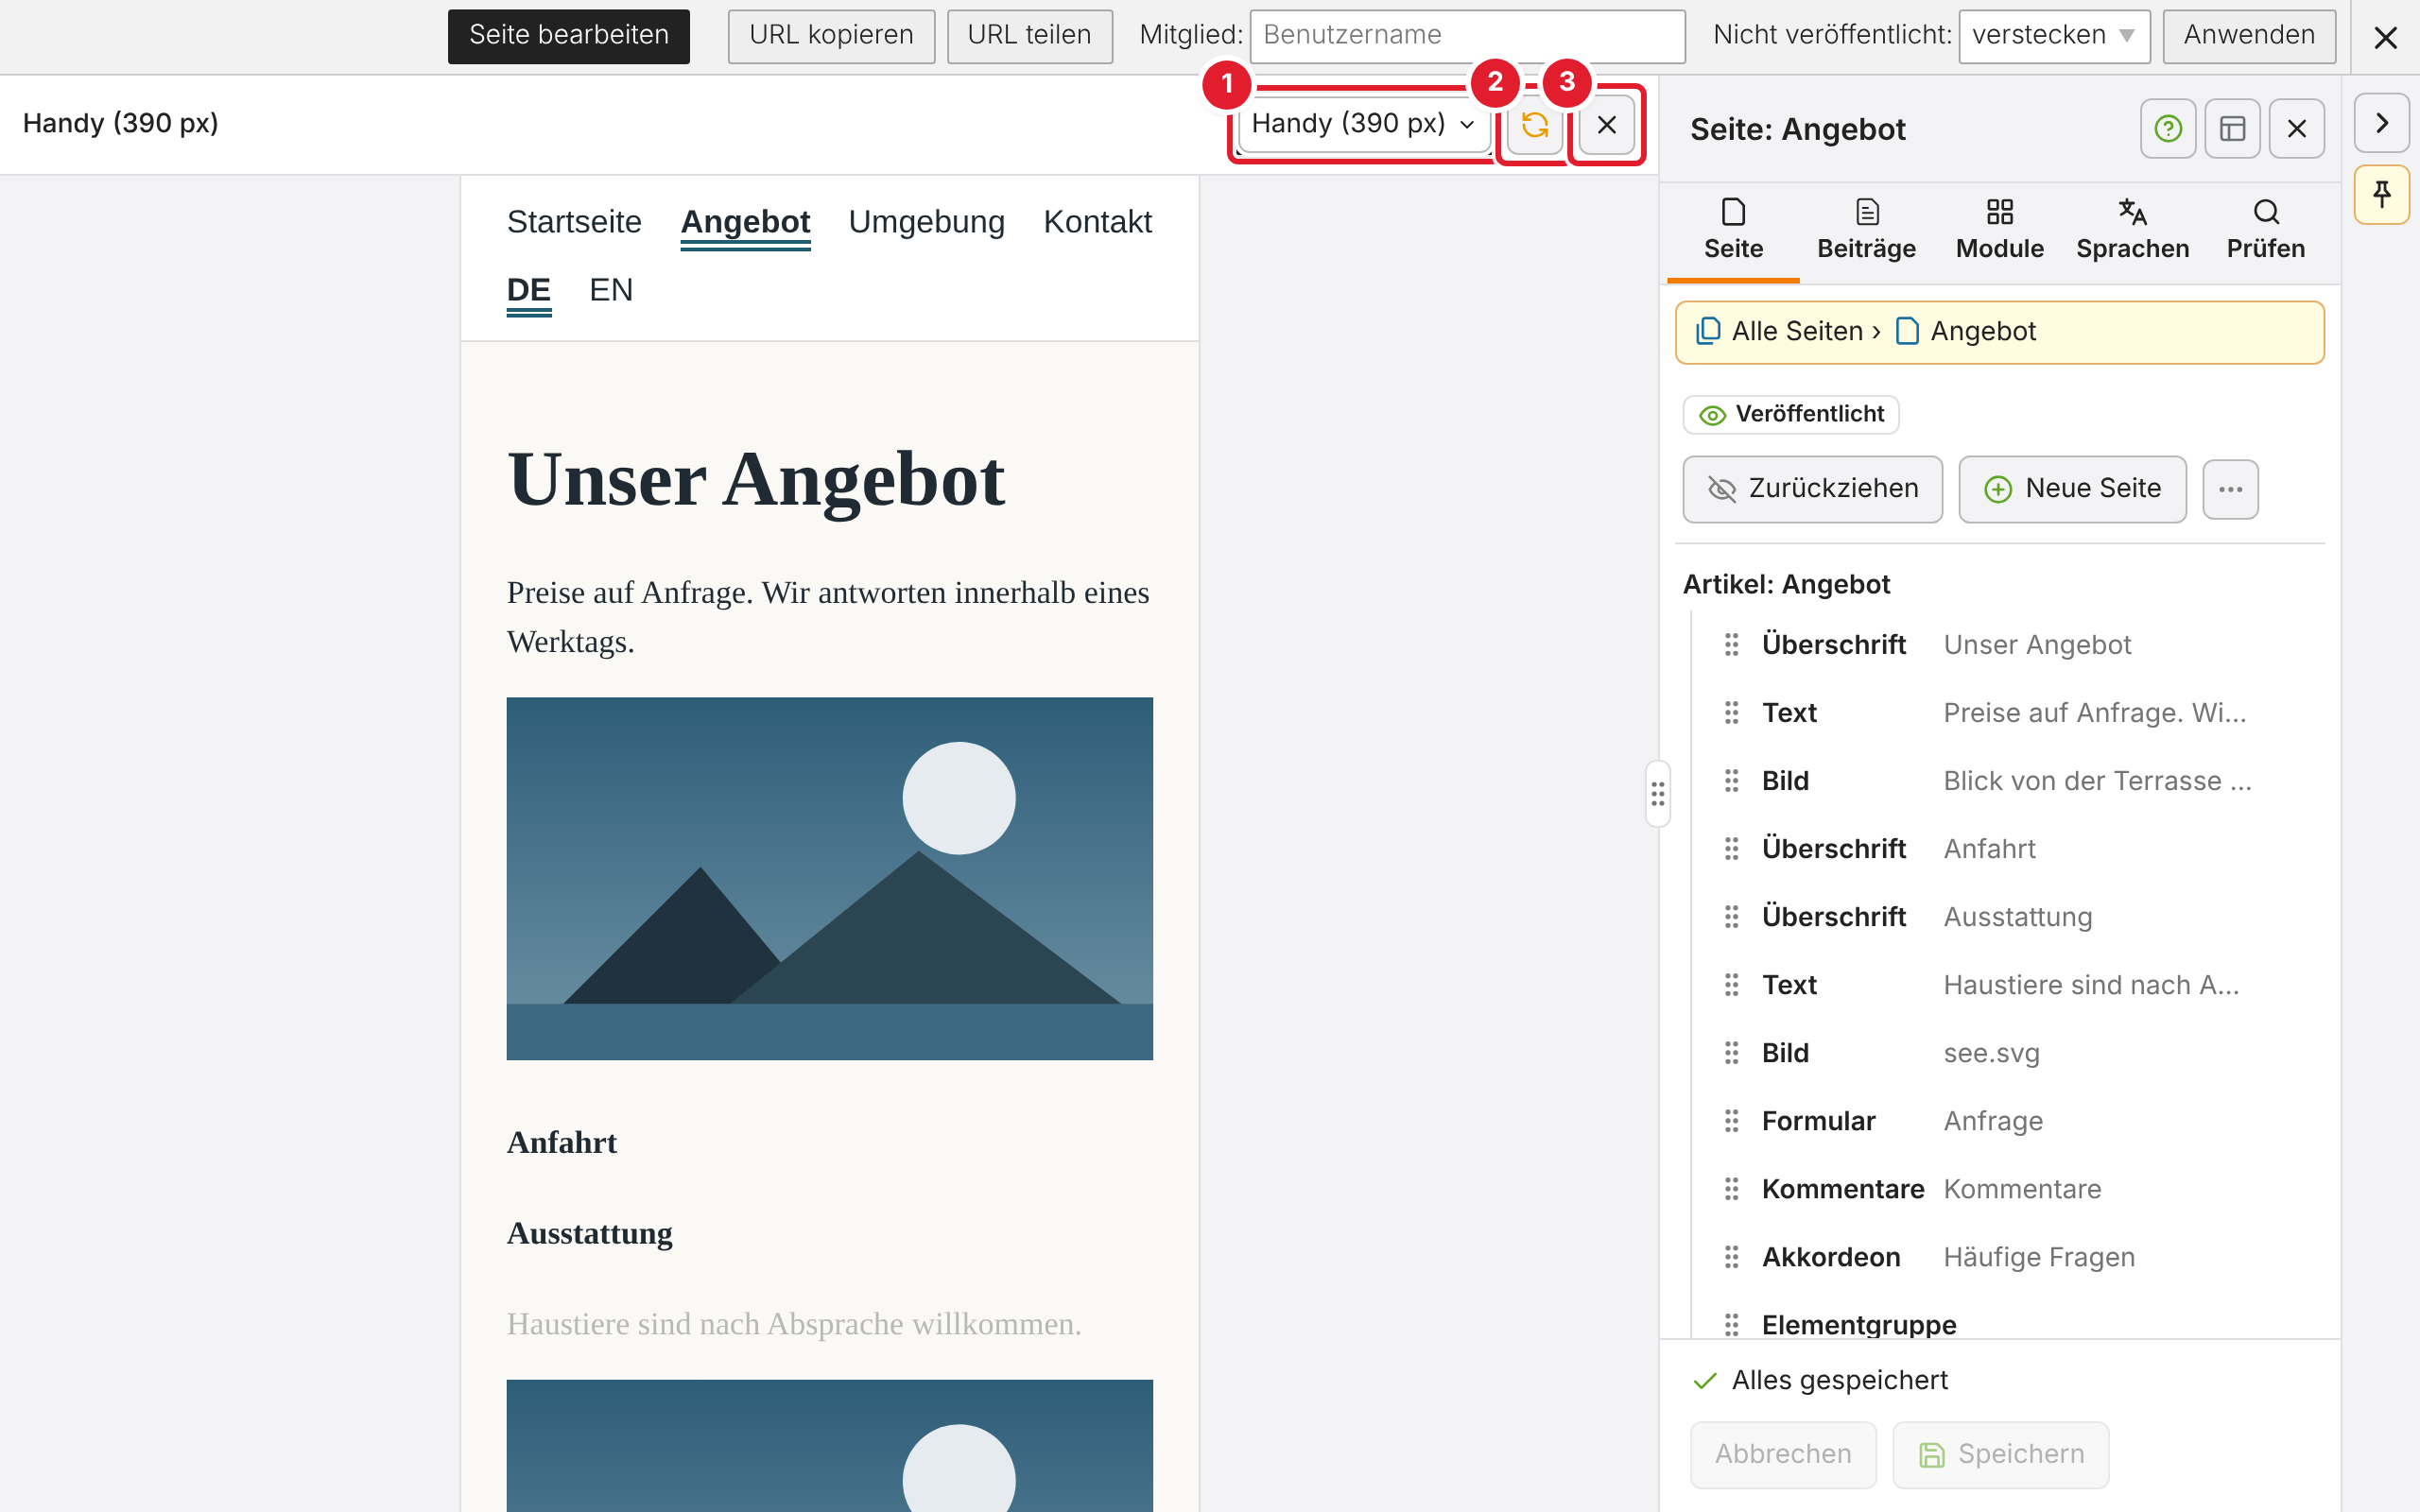 Seite bearbeiten URL kopieren URL teilen Mitglied: Benutzername Nicht veröffentlicht: verstecken Anwenden
1 2 3
Handy (390 px) Handy (390 px)
Startseite Angebot Umgebung Kontakt
DE EN
Unser Angebot
Preise auf Anfrage. Wir antworten innerhalb eines
Werktags.
Anfahrt
Ausstattung
Haustiere sind nach Absprache willkommen.
Seite: Angebot
Seite Beiträge Module Sprachen Prüfen
Alle Seiten › Angebot
Veröffentlicht
Zurückziehen Neue Seite
Artikel: Angebot
Überschrift Unser Angebot
Text Preise auf Anfrage. Wi...
Bild Blick von der Terrasse ...
Überschrift Anfahrt
Überschrift Ausstattung
Text Haustiere sind nach A...
Bild see.svg
Formular Anfrage
Kommentare Kommentare
Akkordeon Häufige Fragen
Elementgruppe
Alles gespeichert
Abbrechen Speichern